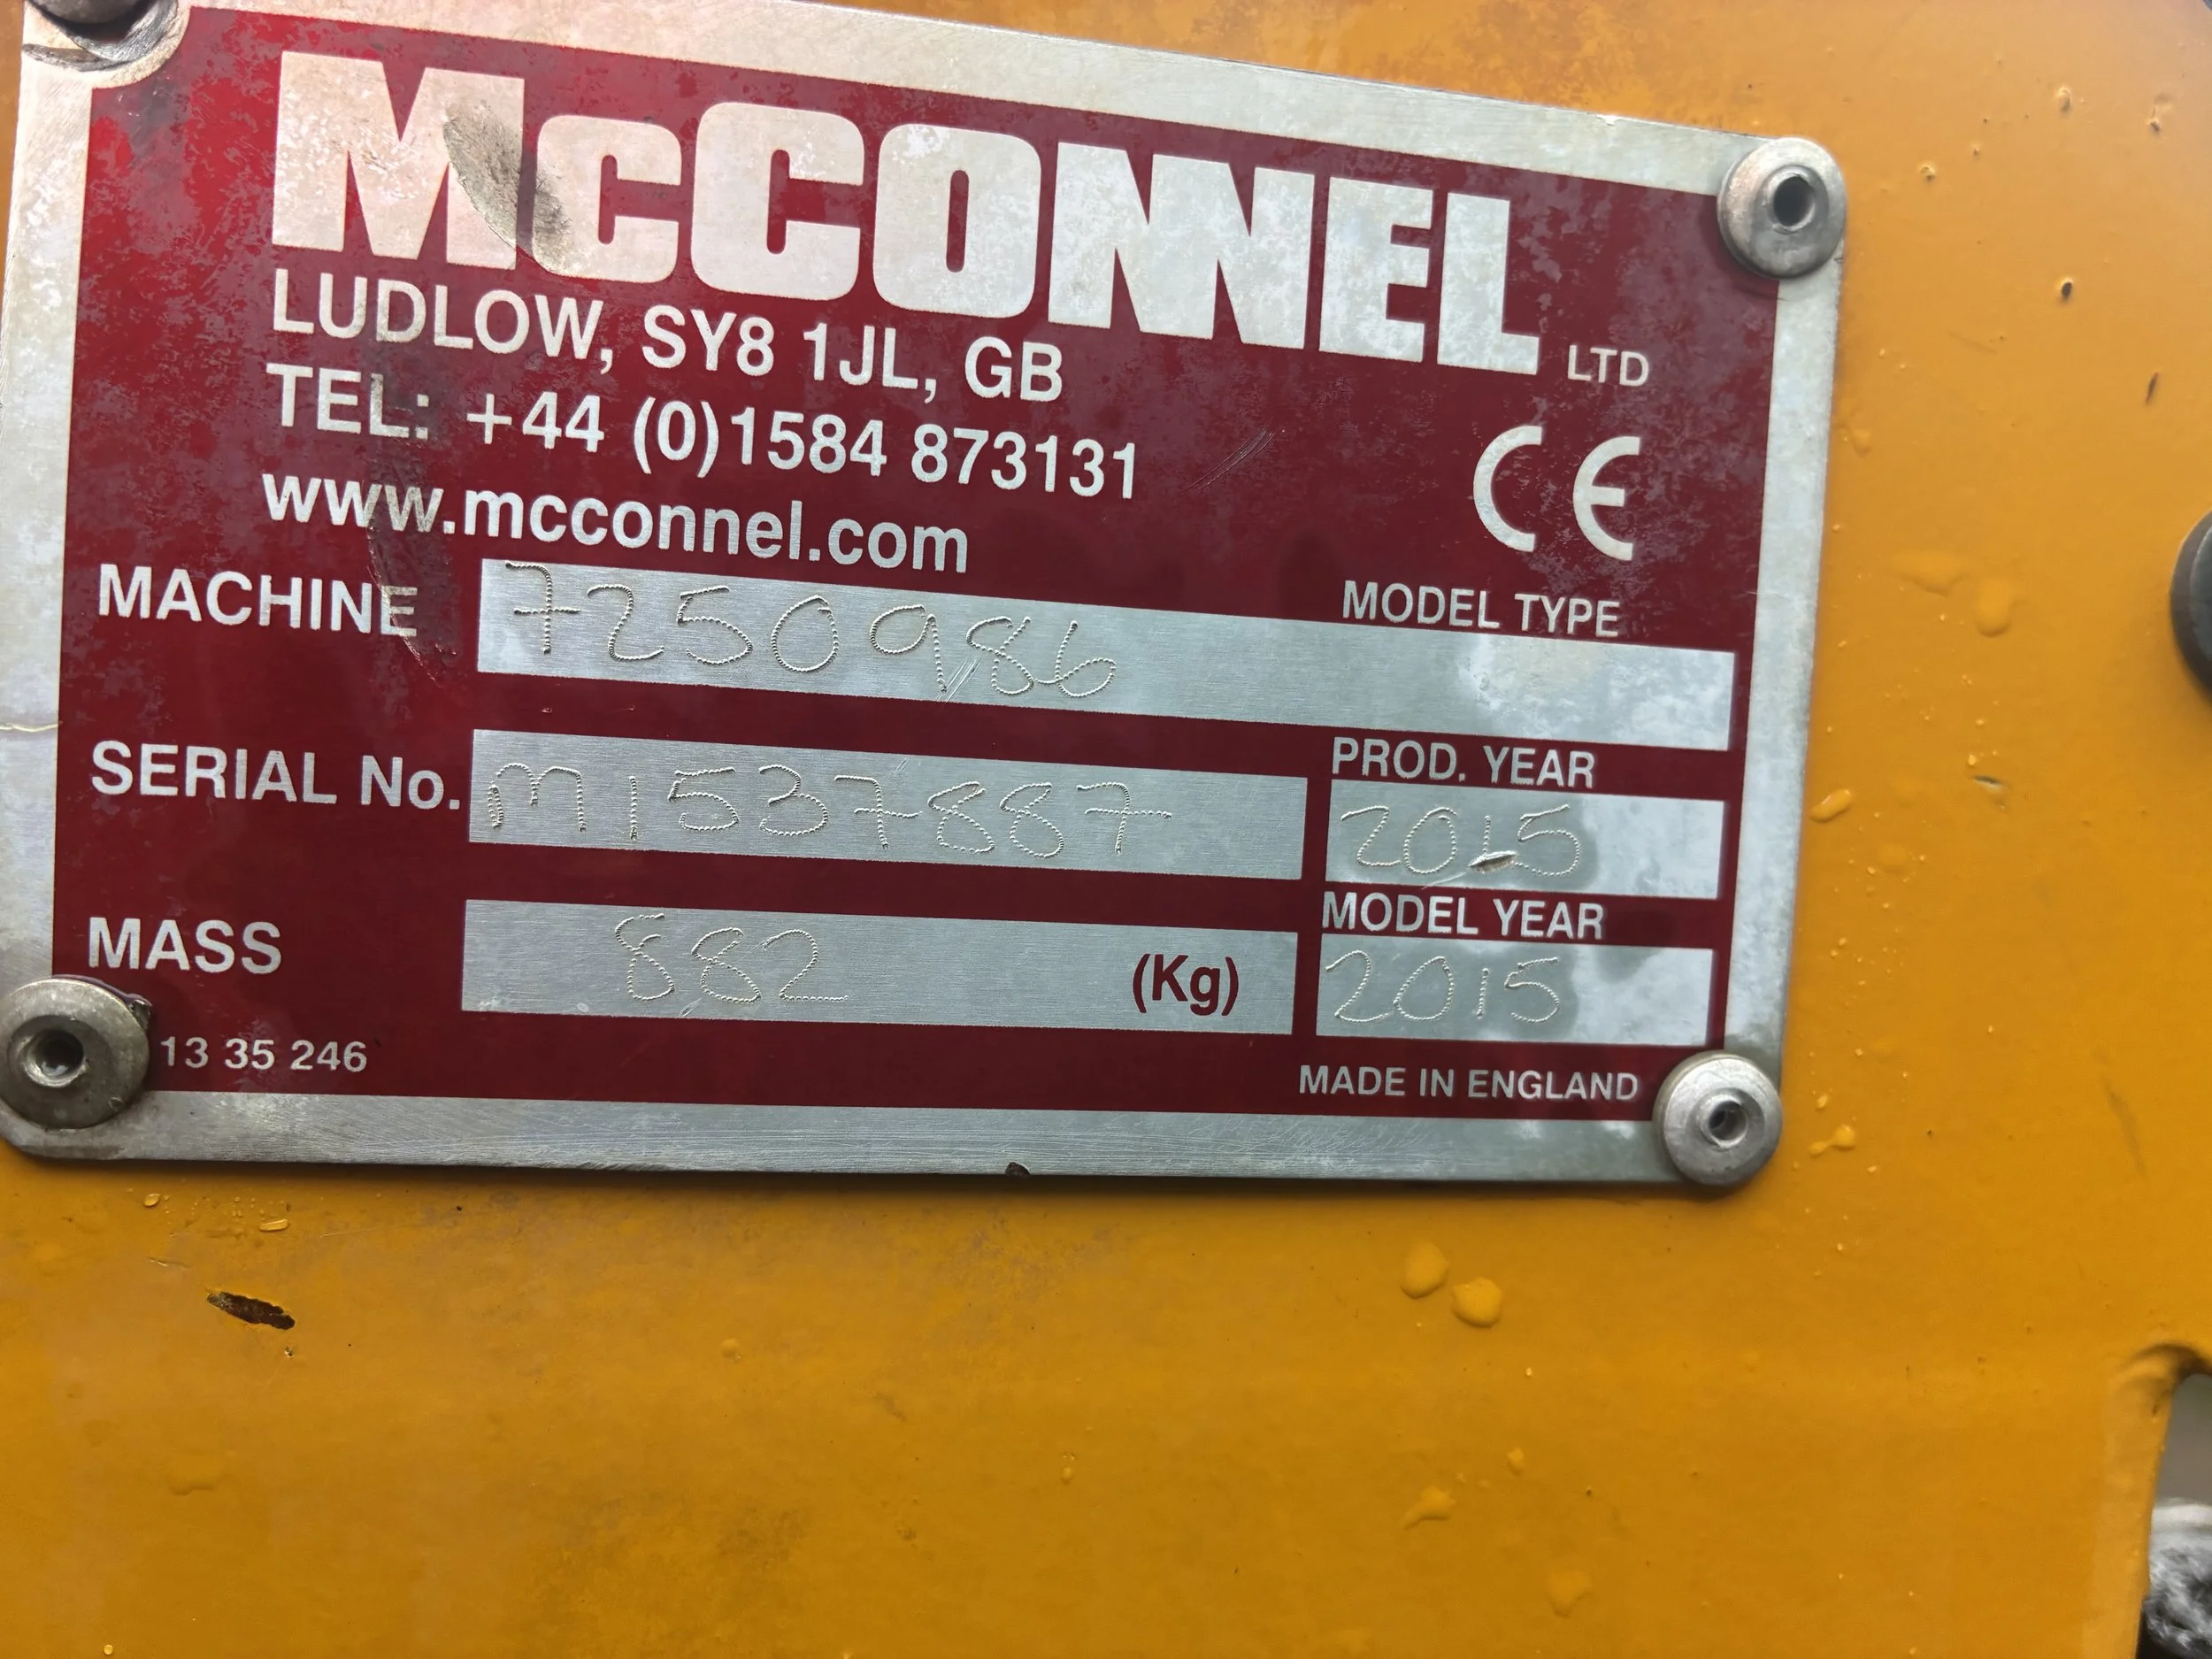 McCONNEL LTD
LUDLOW, SY8 1JL, GB
TEL: +44 (0)1584 873131
www.mcconnel.com
CE
MODEL TYPE
MACHINE 7250986
PROD. YEAR
SERIAL No. M1537887 2015
MODEL YEAR
MASS 882 (Kg) 2015
13 35 246
MADE IN ENGLAND